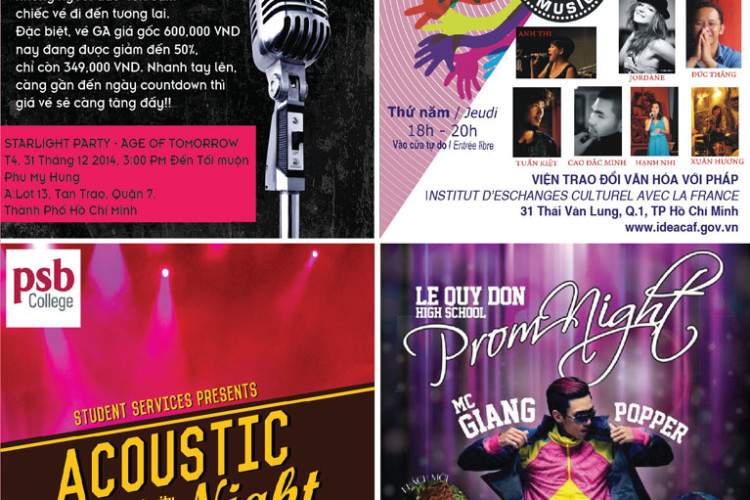 chiếc vé đi đến tương lai.
Đặc biệt, vé GA giá gốc 600,000 VND
nay đang được giảm đến 50%,
chỉ còn 349,000 VND. Nhanh tay lên,
càng gần đến ngày countdown thì
giá vé sẽ càng tăng đấy!!
STARLIGHT PARTY - AGE OF TOMORROW
T4, 31 Tháng 12 2014, 3:00 PM Đến Tối muộn
Phu My Hung
A:Lot 13, Tan Trao, Quận 7,
Thành Phố Hồ Chí Minh
MUSIC
ANH THI
JORDANE
ĐỨC THĂNG
Thứ năm / Jeudi
18h - 20h
Vào cửa tự do / Entrée libre
TUẤN KIỆT
CAO ĐẮC MINH
HẠNH NHI
XUÂN HƯƠNG
VIỆN TRAO ĐỔI VĂN HÓA VỚI PHÁP
INSTITUT D'ESCHANGES CULTUREL AVEC LA FRANCE
31 Thái Văn Lung, Q.1, TP Hồ Chí Minh
www.ideacaf.gov.vn
psb
College
STUDENT SERVICES PRESENTS
ACOUSTIC
Night
LE QUY DON
HIGH SCHOOL
Prom Night
MC
GIANG
POPPER